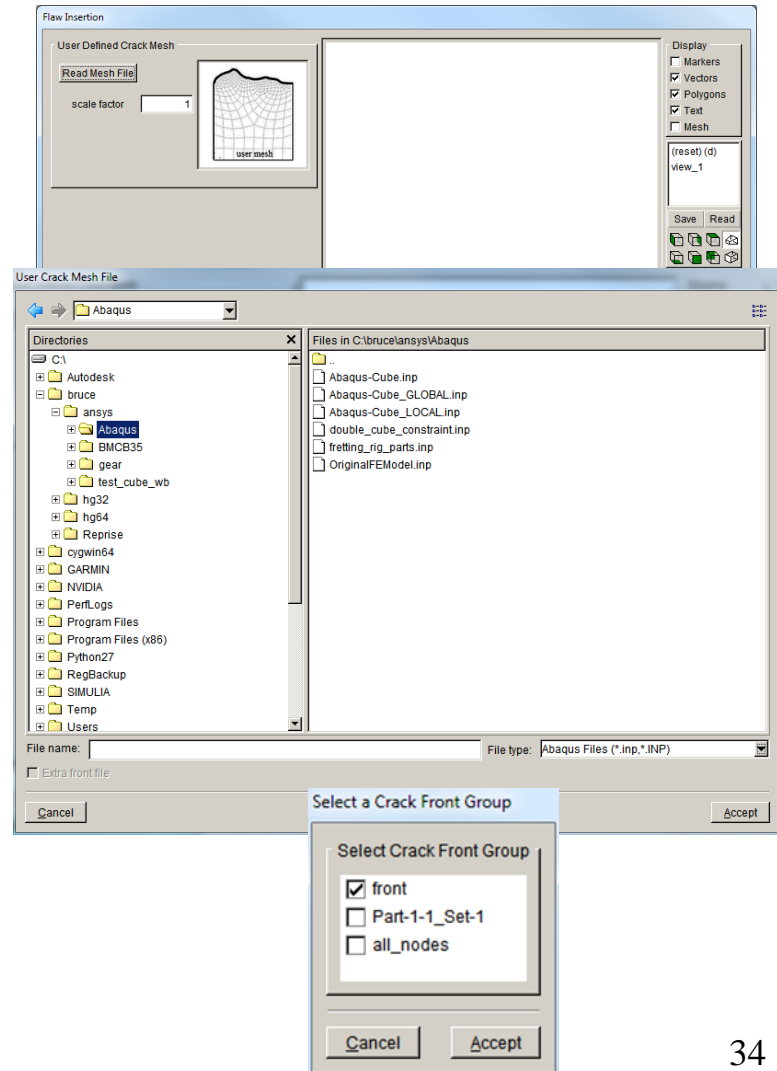 Flaw Insertion
User Defined Crack Mesh
Read Mesh File
scale factor 1
user mesh
Display
Markers
Vectors
Polygons
Text
Mesh
(reset) (d)
view_1
Save Read
User Crack Mesh File
Abaqus
Directories X
C:\
Autodesk
bruce
ansys
Abaqus
BMCB35
gear
test_cube_wb
hg32
hg64
Reprise
cygwin64
GARMIN
NVIDIA
PerfLogs
Program Files
Program Files (x86)
Python27
RegBackup
SIMULIA
Temp
Users
Files in C:\bruce\ansys\Abaqus
..
Abaqus-Cube.inp
Abaqus-Cube_GLOBAL.inp
Abaqus-Cube_LOCAL.inp
double_cube_constraint.inp
fretting_rig_parts.inp
OriginalFEModel.inp
File name: File type: Abaqus Files (*.inp,*.INP)
Extra front file
Cancel Accept
Select a Crack Front Group
Select Crack Front Group
front
Part-1-1_Set-1
all_nodes
Cancel Accept
34